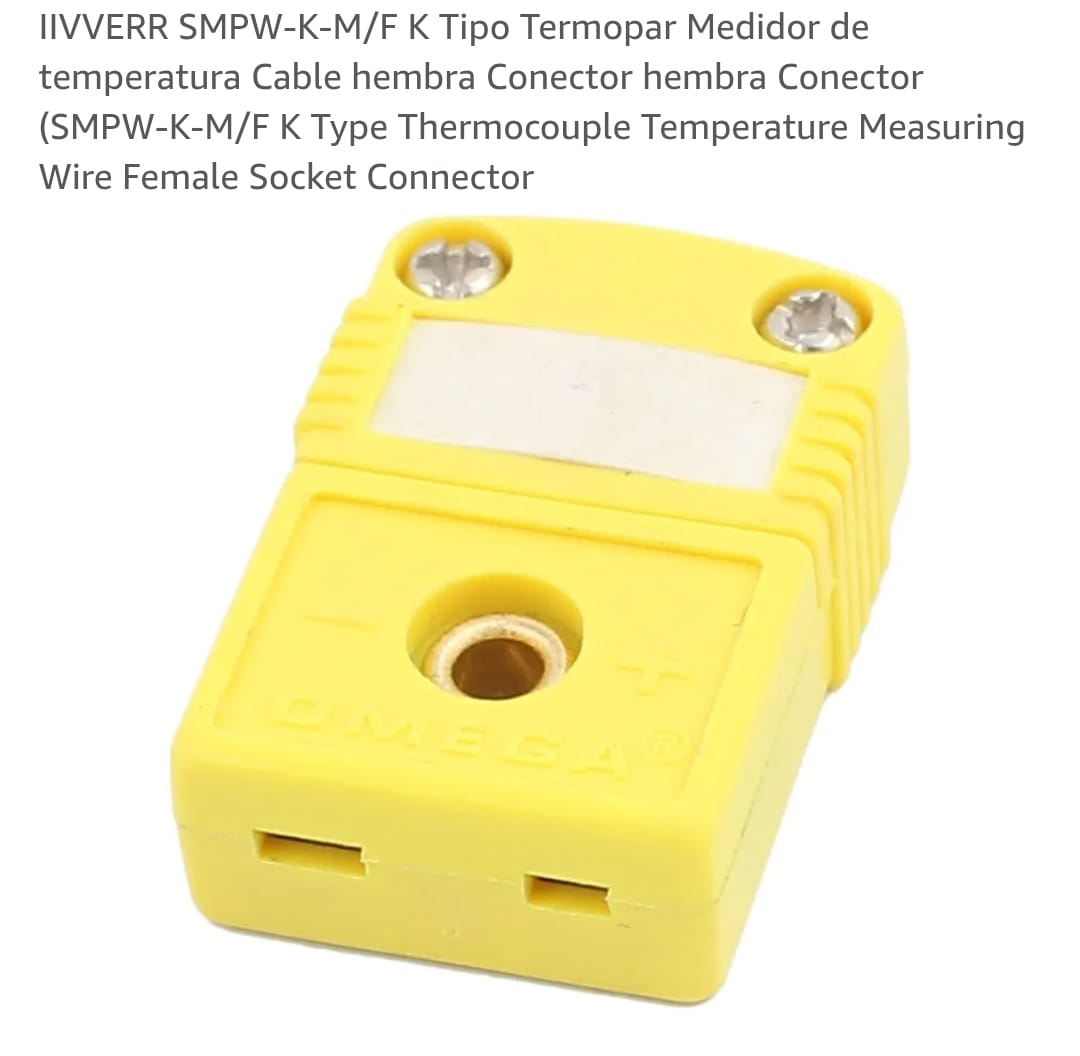 IIVVERR SMPW-K-M/F K Tipo Termopar Medidor de
temperatura Cable hembra Conector hembra Conector
(SMPW-K-M/F K Type Thermocouple Temperature Measuring
Wire Female Socket Connector
- +
OMEGA®